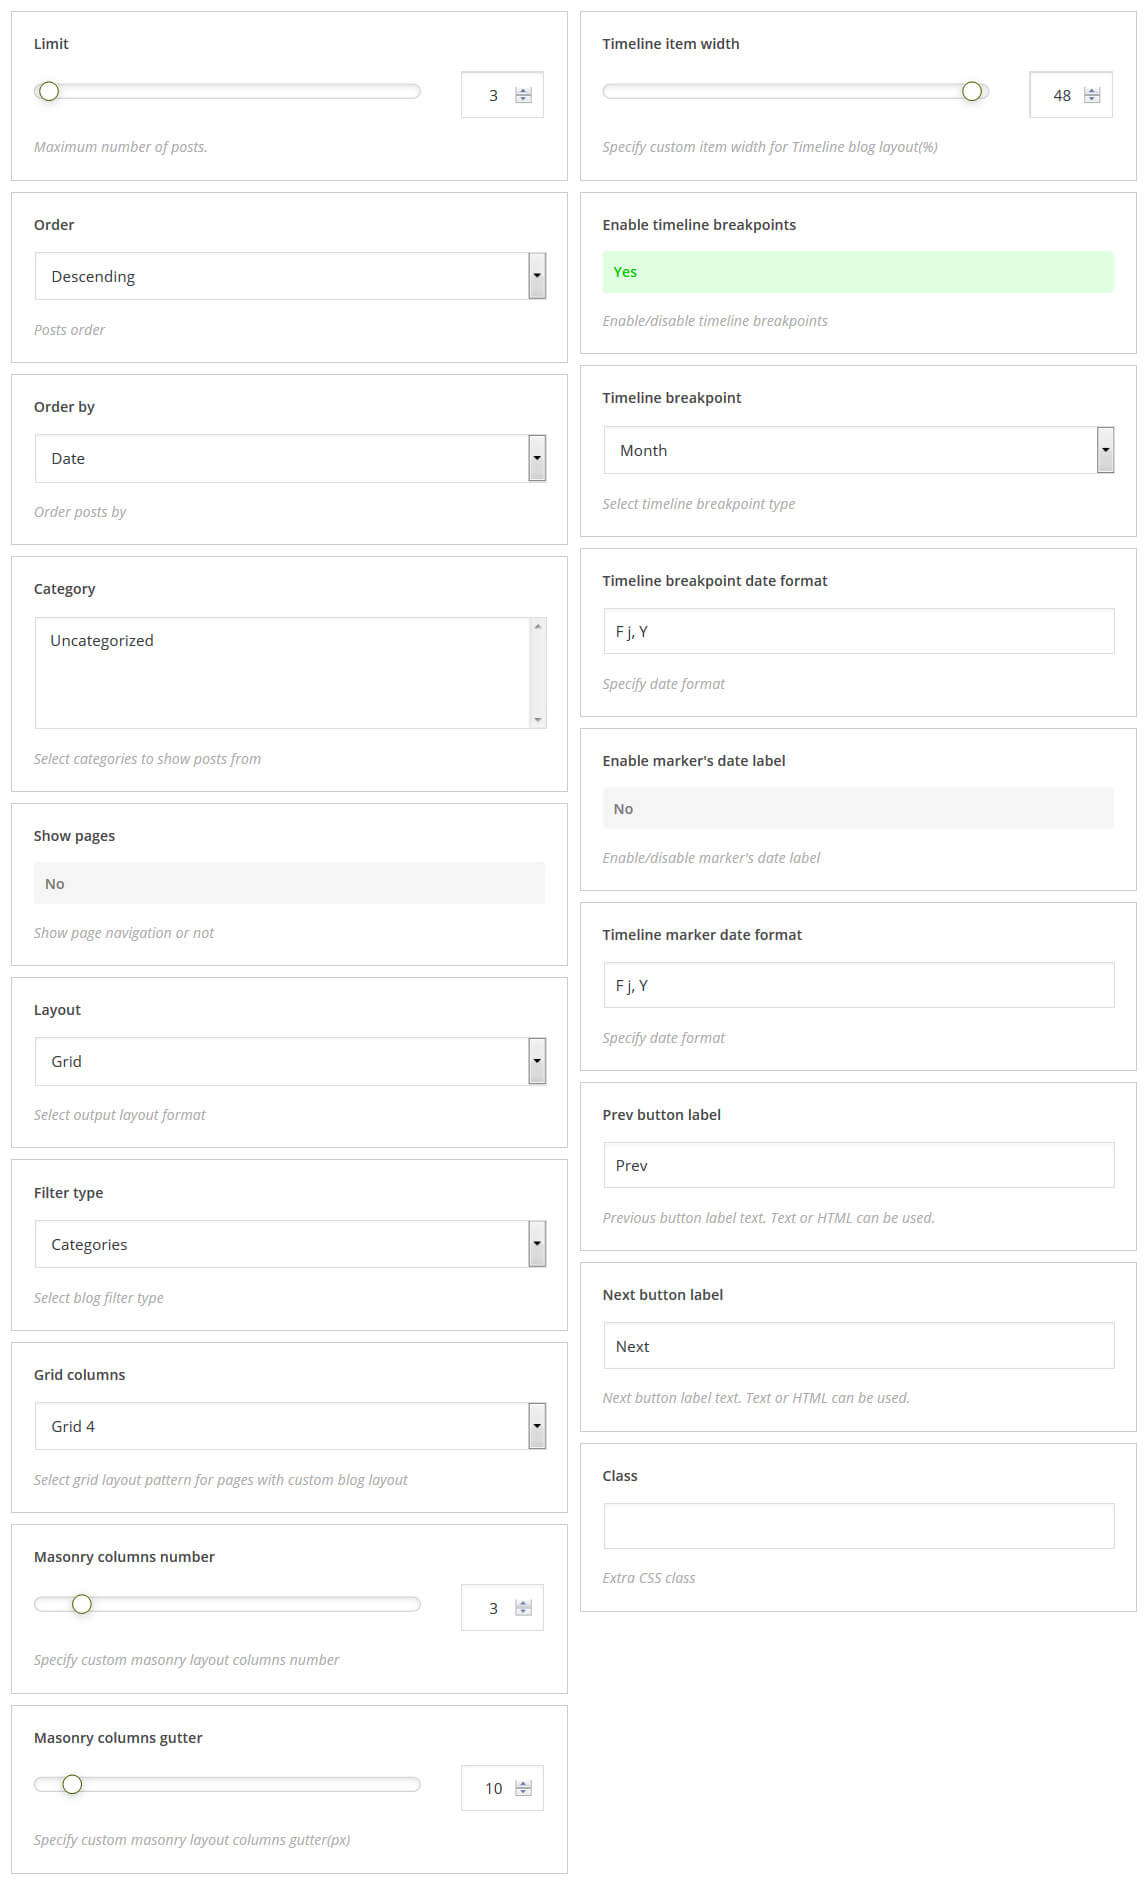 Limit
3
Maximum number of posts.
Order
Descending
Posts order
Order by
Date
Order posts by
Category
Uncategorized
Select categories to show posts from
Show pages
No
Show page navigation or not
Layout
Grid
Select output layout format
Filter type
Categories
Select blog filter type
Grid columns
Grid 4
Select grid layout pattern for pages with custom blog layout
Masonry columns number
3
Specify custom masonry layout columns number
Masonry columns gutter
10
Specify custom masonry layout columns gutter(px)
Timeline item width
48
Specify custom item width for Timeline blog layout(%)
Enable timeline breakpoints
Yes
Enable/disable timeline breakpoints
Timeline breakpoint
Month
Select timeline breakpoint type
Timeline breakpoint date format
F j, Y
Specify date format
Enable marker's date label
No
Enable/disable marker's date label
Timeline marker date format
F j, Y
Specify date format
Prev button label
Prev
Previous button label text. Text or HTML can be used.
Next button label
Next
Next button label text. Text or HTML can be used.
Class
Extra CSS class